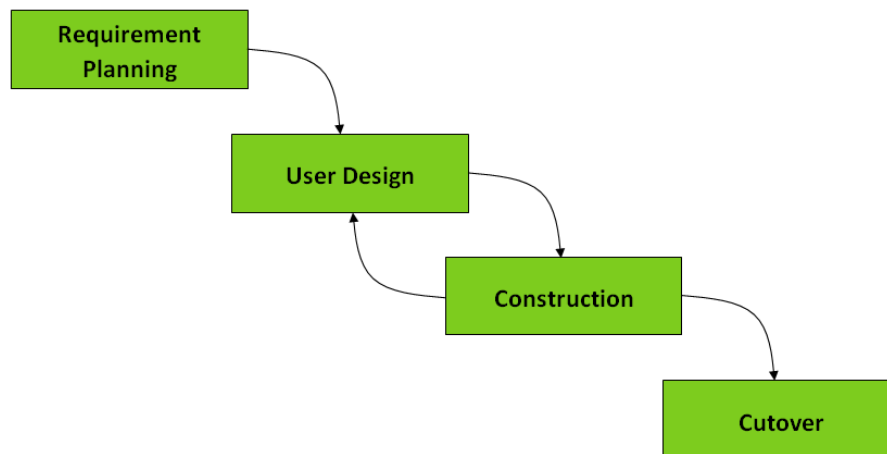 Requirement
Planning
User Design
Construction
Cutover